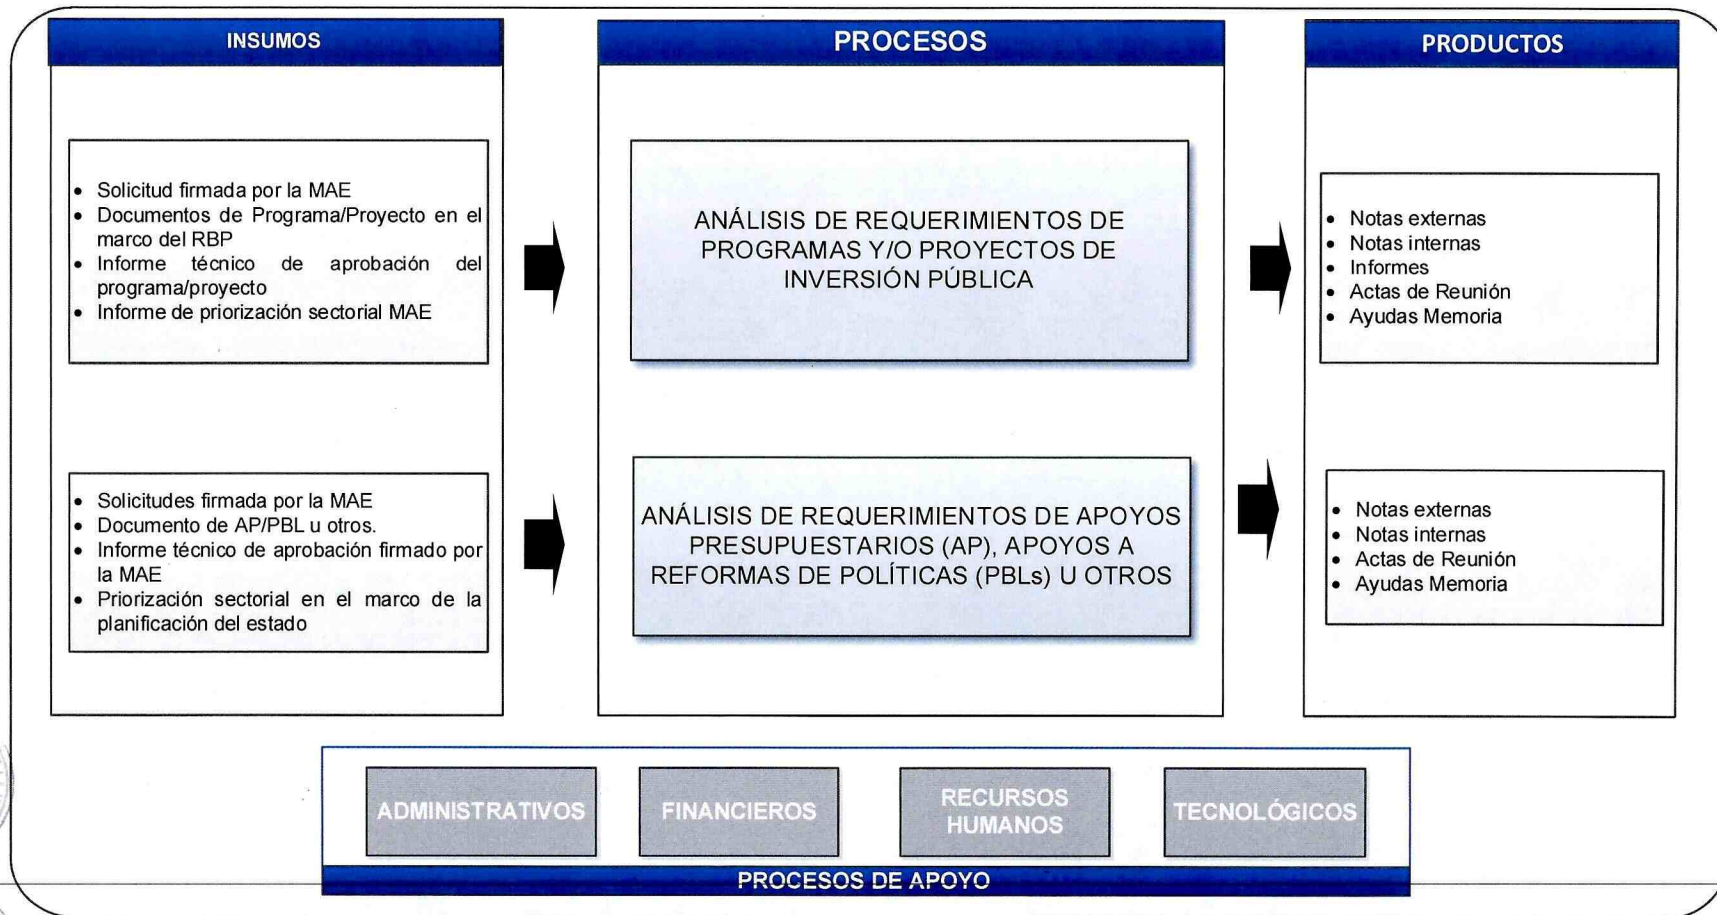 INSUMOS
• Solicitud firmada por la MAE
• Documentos de Programa/Proyecto en el
marco del RBP
• Informe técnico de aprobación del
programa/proyecto
• Informe de priorización sectorial MAE
• Solicitudes firmada por la MAE
• Documento de AP/PBL u otros.
• Informe técnico de aprobación firmado por
la MAE
• Priorización sectorial en el marco de la
planificación del estado
PROCESOS
ANÁLISIS DE REQUERIMIENTOS DE
PROGRAMAS Y/O PROYECTOS DE
INVERSIÓN PÚBLICA
ANÁLISIS DE REQUERIMIENTOS DE APOYOS
PRESUPUESTARIOS (AP), APOYOS A
REFORMAS DE POLÍTICAS (PBLs) U OTROS
PRODUCTOS
• Notas externas
• Notas internas
• Informes
• Actas de Reunión
• Ayudas Memoria
• Notas externas
• Notas internas
• Actas de Reunión
• Ayudas Memoria
ADMINISTRATIVOS
FINANCIEROS
RECURSOS
HUMANOS
TECNOLÓGICOS
PROCESOS DE APOYO